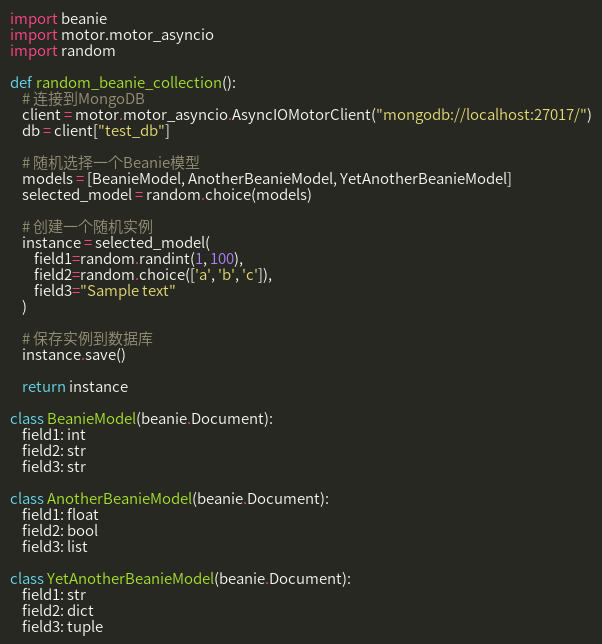 import beanie
import motor.motor_asyncio
import random

def random_beanie_collection():
    # 连接到MongoDB
    client = motor.motor_asyncio.AsyncIOMotorClient("mongodb://localhost:27017/")
    db = client["test_db"]

    # 随机选择一个Beanie模型
    models = [BeanieModel, AnotherBeanieModel, YetAnotherBeanieModel]
    selected_model = random.choice(models)

    # 创建一个随机实例
    instance = selected_model(
        field1=random.randint(1, 100),
        field2=random.choice(['a', 'b', 'c']),
        field3="Sample text"
    )

    # 保存实例到数据库
    instance.save()

    return instance

class BeanieModel(beanie.Document):
    field1: int
    field2: str
    field3: str

class AnotherBeanieModel(beanie.Document):
    field1: float
    field2: bool
    field3: list

class YetAnotherBeanieModel(beanie.Document):
    field1: str
    field2: dict
    field3: tuple